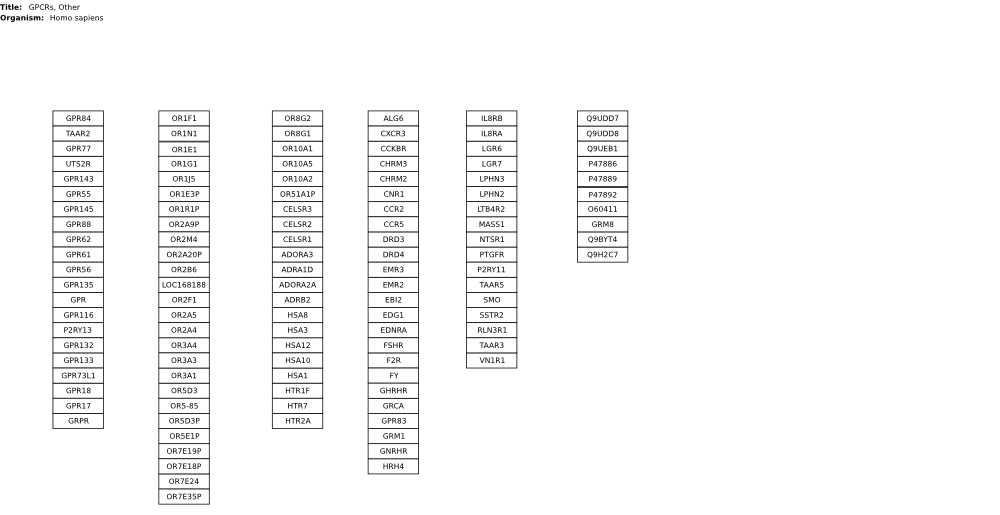 Title: GPCRs, Other
Organism: Homo sapiens
GPR84
TAAR2
GPR77
UTS2R
GPR143
GPR55
GPR145
GPR88
GPR62
GPR61
GPR56
GPR135
GPR
GPR116
P2RY13
GPR132
GPR133
GPR73L1
GPR18
GPR17
GRPR
OR1F1
OR1N1
OR1E1
OR1G1
OR1J5
OR1E3P
OR1R1P
OR2A9P
OR2M4
OR2A20P
OR2B6
LOC168188
OR2F1
OR2A5
OR2A4
OR3A4
OR3A3
OR3A1
OR5D3
OR5-85
OR5D3P
OR5E1P
OR7E19P
OR7E18P
OR7E24
OR7E35P
OR8G2
OR8G1
OR10A1
OR10A5
OR10A2
OR51A1P
CELSR3
CELSR2
CELSR1
ADORA3
ADRA1D
ADORA2A
ADRB2
HSA8
HSA3
HSA12
HSA10
HSA1
HTR1F
HTR7
HTR2A
ALG6
CXCR3
CCKBR
CHRM3
CHRM2
CNR1
CCR2
CCR5
DRD3
DRD4
EMR3
EMR2
EBI2
EDG1
EDNRA
FSHR
F2R
FY
GHRHR
GRCA
GPR83
GRM1
GNRHR
HRH4
IL8RB
IL8RA
LGR6
LGR7
LPHN3
LPHN2
LTB4R2
MASS1
NTSR1
PTGFR
P2RY11
TAAR5
SMO
SSTR2
RLN3R1
TAAR3
VN1R1
Q9UDD7
Q9UDD8
Q9UEB1
P47886
P47889
P47892
O60411
GRM8
Q9BYT4
Q9H2C7